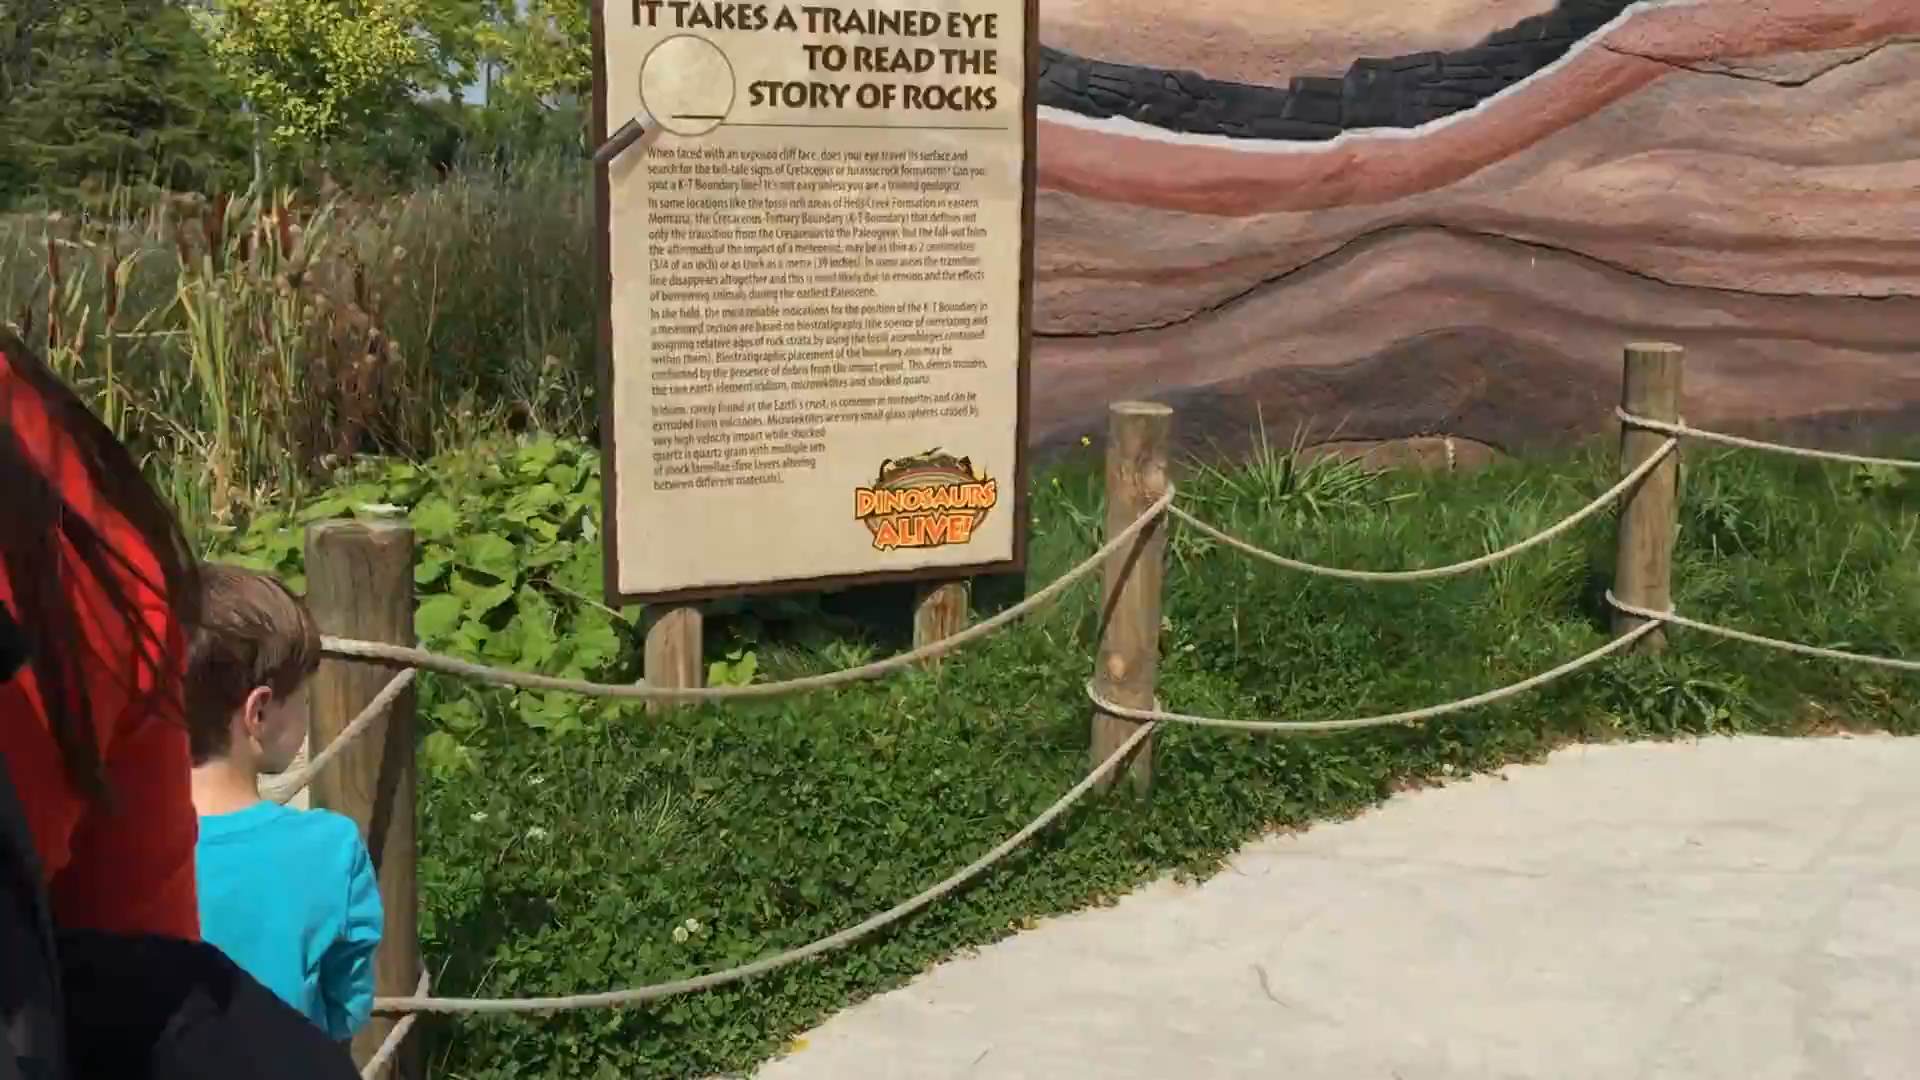 IT TAKES A TRAINED EYE
TO READ THE
STORY OF ROCKS
When faced with an exposed cliff face, does your eye travel its surface and
search for the tell-tale signs of Cretaceous or Jurassic rock formations? Can you
spot a K-T Boundary line? It's not easy unless you are a trained geologist.
In some locations like the fossil rich areas of Hells Creek Formation in eastern
Montana, the Cretaceous-Tertiary Boundary (K-T Boundary) that defines not
only the transition from the Cretaceous to the Paleogene, but the fall-out from
the aftermath of the impact of a meteoroid, may be as thin as 2 centimetres
(3/4 of an inch) or as thick as a metre (39 inches). In some areas the transition
line disappears altogether and this is most likely due to erosion and the effects
of burrowing animals during the earliest Paleocene.
In the field, the most reliable indications for the position of the K-T Boundary in
a measured section are based on biostratigraphy (the science of correlating and
assigning relative ages of rock strata by using the fossil assemblages contained
within them). Biostratigraphic placement of the boundary also may be
confirmed by the presence of debris from the impact event. This debris includes
the rare earth element iridium, microtektites and shocked quartz.
Iridium, rarely found at the Earth's crust, is common in meteorites and can be
extruded from volcanoes. Microtektites are very small glass spheres caused by
very high velocity impact while shocked
quartz is quartz grain with multiple sets
of shock lamellae (fine layers altering
between different materials).
DINOSAURS
ALIVE!